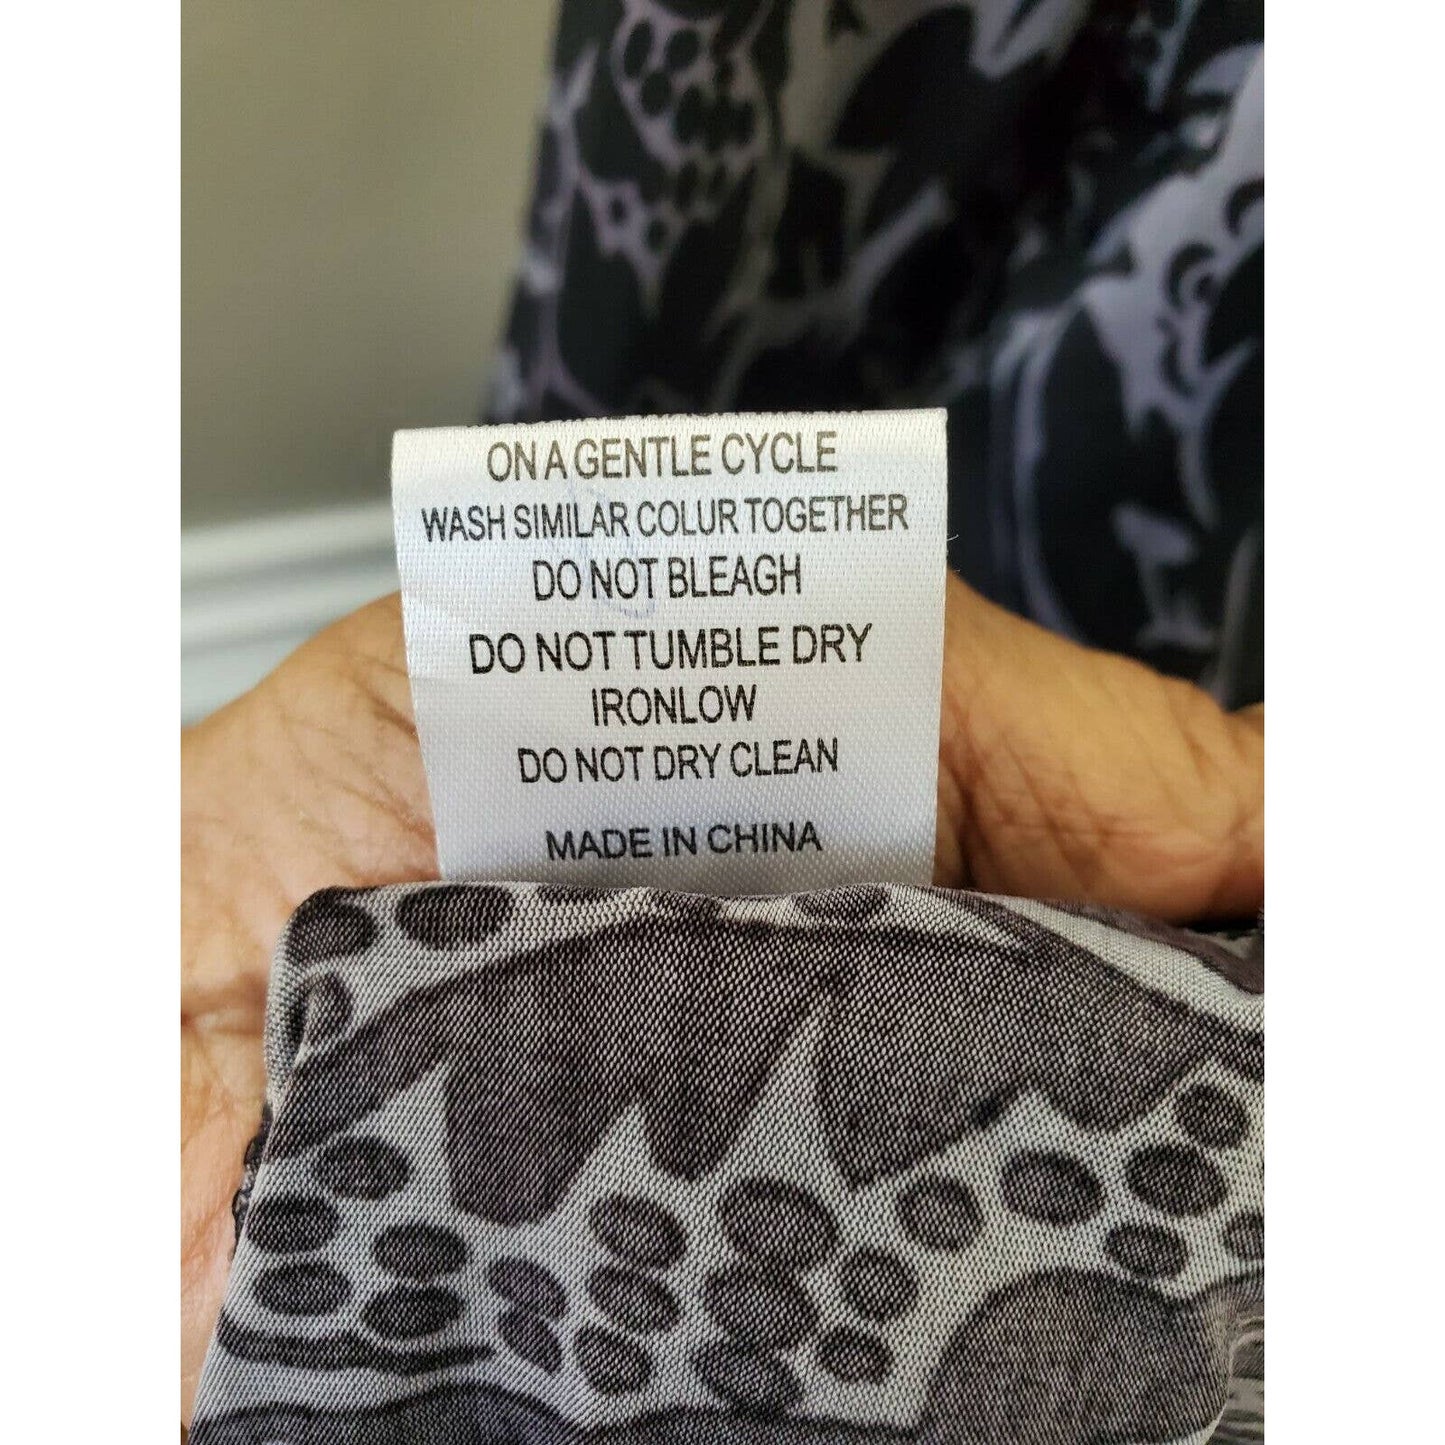 ON A GENTLE CYCLE
WASH SIMILAR COLUR TOGETHER
DO NOT BLEAGH
DO NOT TUMBLE DRY
IRONLOW
DO NOT DRY CLEAN
MADE IN CHINA